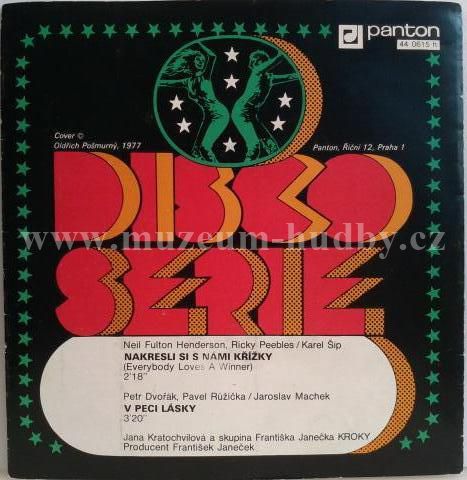 panton
44 0615 h
Cover ©
Oldřich Pošmurný, 1977
Panton, Říční 12, Praha 1
DISCO
www.muzeum-hudby.cz
SERIE
Neil Fulton Henderson, Ricky Peebles / Karel Šíp
NAKRESLI SI S NÁMI KŘÍŽKY
(Everybody Loves A Winner)
2'18"
Petr Dvořák, Pavel Růžička / Jaroslav Machek
V PECI LÁSKY
3'20"
Jana Kratochvílová a skupina Františka Janečka KROKY
Producent František Janeček